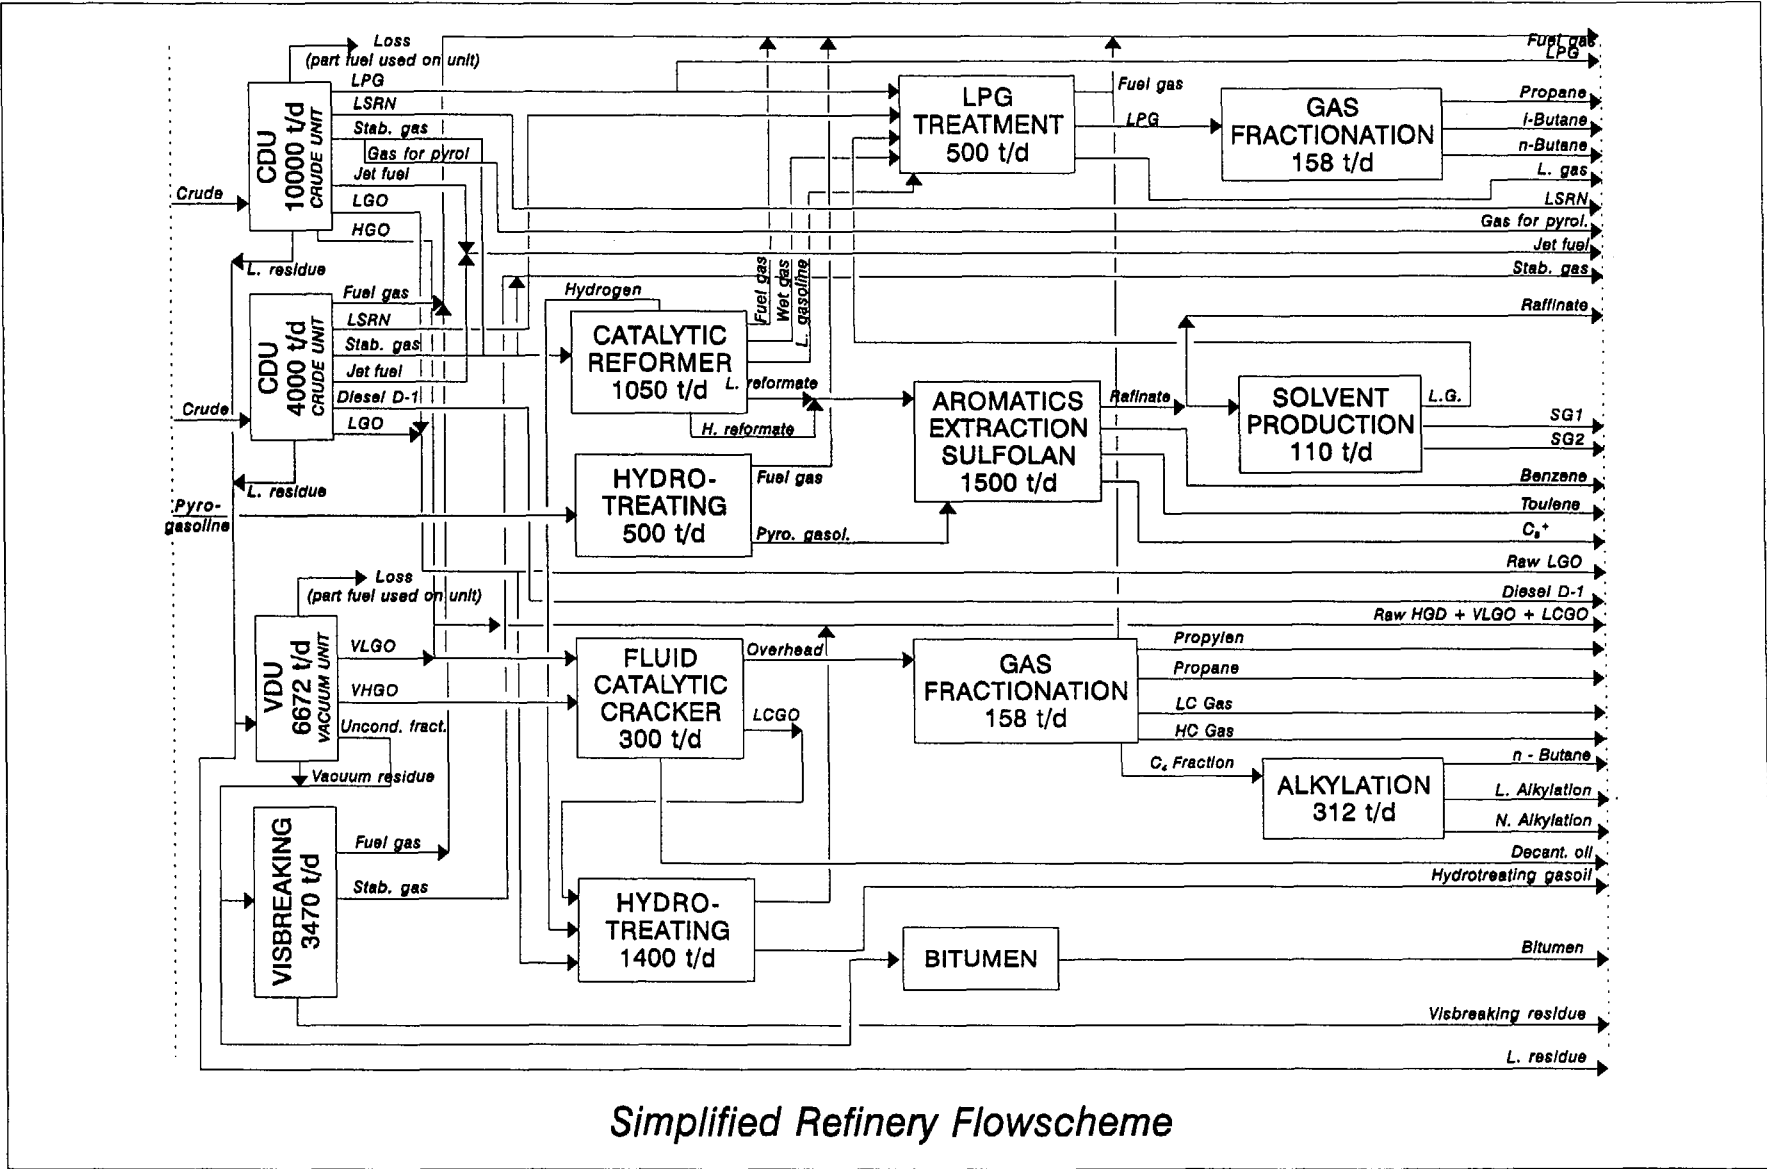 Loss
(part fuel used on unit)
CDU
10000 t/d
CRUDE UNIT
LPG
LSRN
Stab. gas
Gas for pyrol
Jet fuel
LGO
HGO
Crude
L. residue
CDU
4000 t/d
CRUDE UNIT
Fuel gas
LSRN
Stab. gas
Jet fuel
Diesel D-1
LGO
Crude
L. residue
Pyro-
gasoline
Loss
(part fuel used on unit)
VDU
6672 t/d
VACUUM UNIT
VLGO
VHGO
Uncond. fract.
Vacuum residue
VISBREAKING
3470 t/d
Fuel gas
Stab. gas
Hydrogen
CATALYTIC
REFORMER
1050 t/d
Fuel gas
Wet gas
L. gasoline
L. reformate
H. reformate
HYDRO-
TREATING
500 t/d
Fuel gas
Pyro. gasol.
FLUID
CATALYTIC
CRACKER
300 t/d
Overhead
LCGO
HYDRO-
TREATING
1400 t/d
LPG
TREATMENT
500 t/d
Fuel gas
LPG
GAS
FRACTIONATION
158 t/d
AROMATICS
EXTRACTION
SULFOLAN
1500 t/d
Rafinate
SOLVENT
PRODUCTION
110 t/d
L.G.
GAS
FRACTIONATION
158 t/d
C₄ Fraction
ALKYLATION
312 t/d
BITUMEN
Fuel gas
LPG
Propane
i-Butane
n-Butane
L. gas
LSRN
Gas for pyrol.
Jet fuel
Stab. gas
Raffinate
SG1
SG2
Benzene
Toulene
C₈⁺
Raw LGO
Diesel D-1
Raw HGD + VLGO + LCGO
Propylen
Propane
LC Gas
HC Gas
n - Butane
L. Alkylation
N. Alkylation
Decant. oil
Hydrotreating gasoil
Bitumen
Visbreaking residue
L. residue
Simplified Refinery Flowscheme